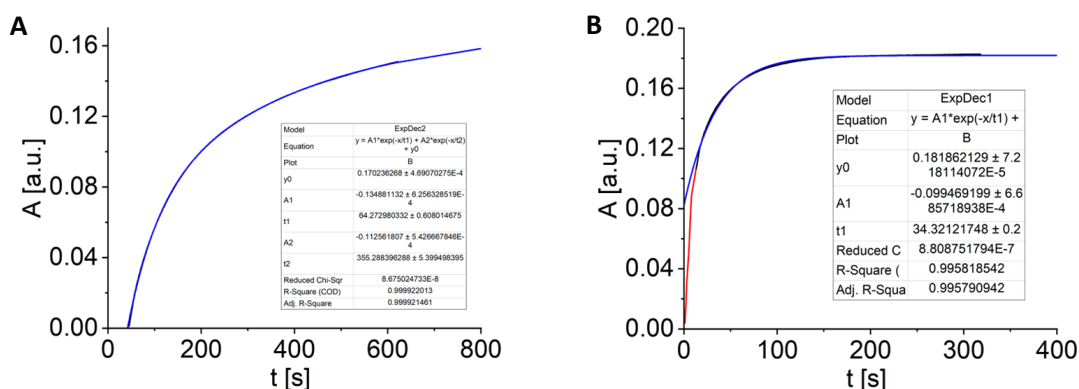 A
A [a.u.]
0.16
0.12
0.08
0.04
0.00
0 200 400 600 800
t [s]
Model ExpDec2
Equation y = A1*exp(-x/t1) + A2*exp(-x/t2)
+ y0
Plot B
y0 0.170236268 ± 4.69070275E-4
A1 -0.134881132 ± 6.256328519E-
4
t1 64.272980332 ± 0.608014675
A2 -0.112561807 ± 5.426667846E-
4
t2 355.288396288 ± 5.399498395
Reduced Chi-Sqr 8.675024733E-8
R-Square (COD) 0.999922013
Adj. R-Square 0.999921461
B
A [a.u.]
0.20
0.16
0.12
0.08
0.04
0.00
0 100 200 300 400
t [s]
Model ExpDec1
Equation y = A1*exp(-x/t1) +
Plot B
y0 0.181862129 ± 7.2
18114072E-5
A1 -0.099469199 ± 6.6
85718938E-4
t1 34.32121748 ± 0.2
Reduced C 8.808751794E-7
R-Square ( 0.995818542
Adj. R-Squa 0.995790942